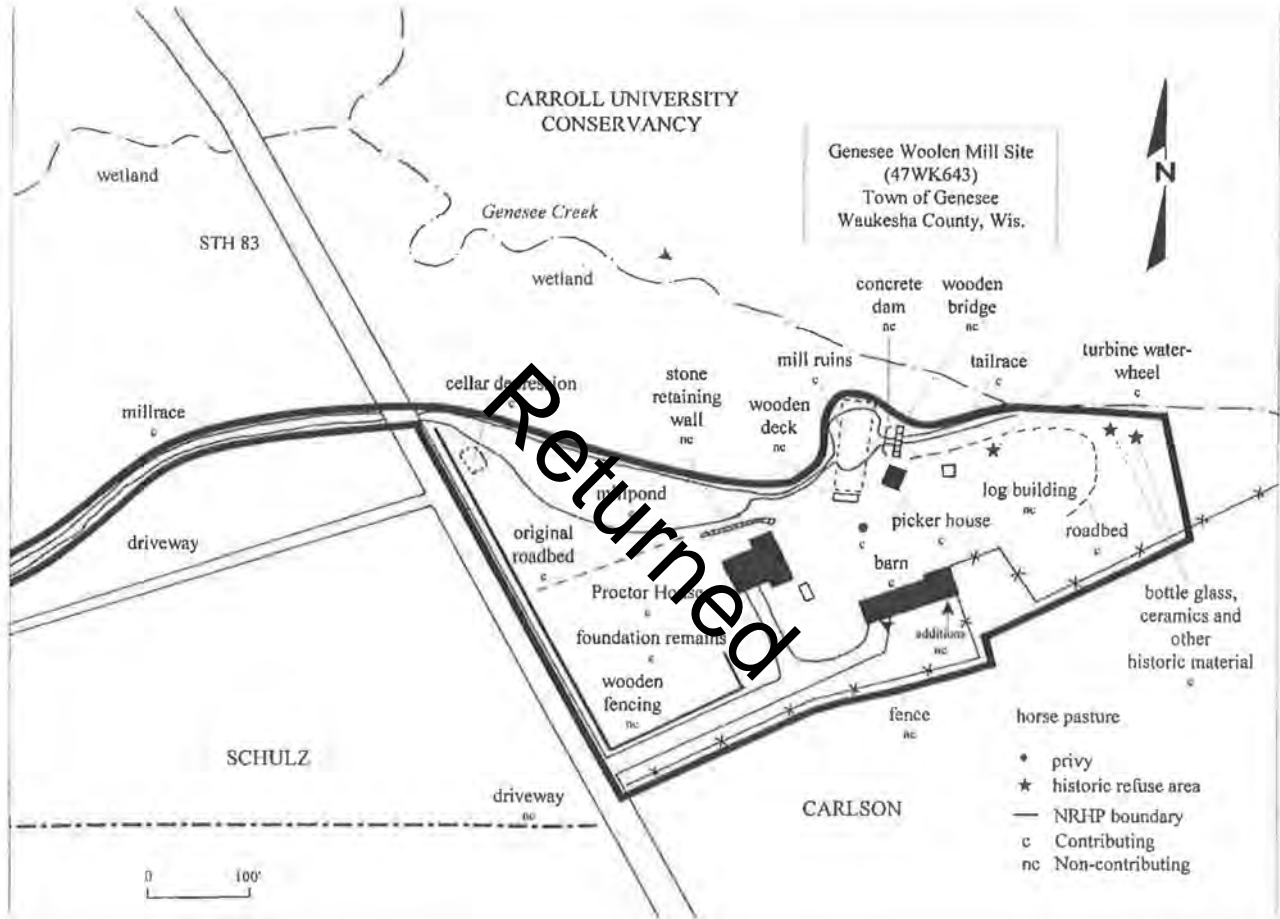 CARROLL UNIVERSITY
CONSERVANCY
Genesee Woolen Mill Site
(47WK643)
Town of Genesee
Waukesha County, Wis.
N
wetland
Genesee Creek
STH 83
wetland
concrete
dam
nc
wooden
bridge
nc
mill ruins
c
tailrace
c
turbine water-
wheel
c
cellar depression
c
stone
retaining
wall
nc
wooden
deck
nc
millrace
c
millpond
log building
nc
original
roadbed
c
picker house
c
roadbed
c
driveway
c
barn
c
Proctor House
c
additions
nc
bottle glass,
ceramics and
other
historic material
c
foundation remains
c
wooden
fencing
nc
fence
nc
horse pasture
SCHULZ
privy
historic refuse area
driveway
nc
CARLSON
NRHP boundary
c Contributing
nc Non-contributing
0 100'
Returned